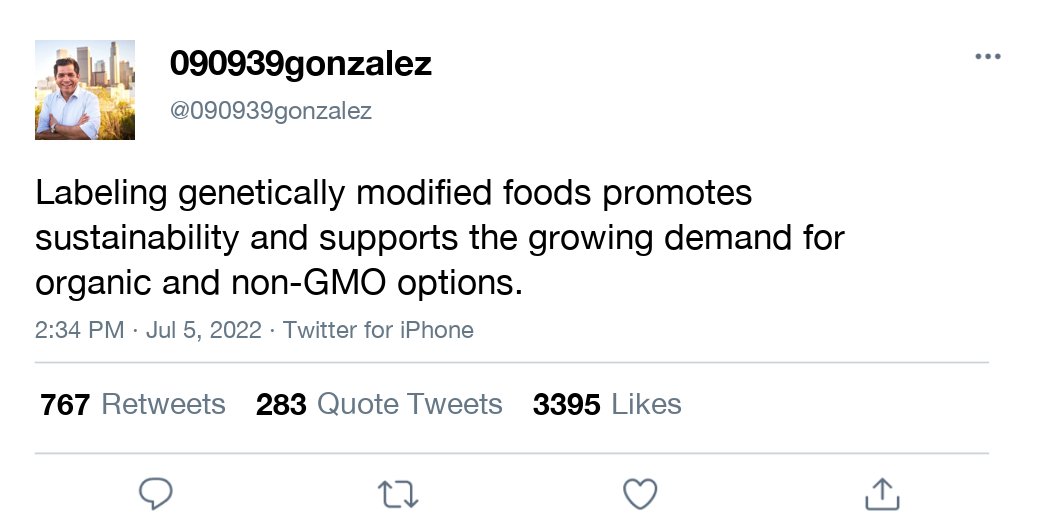 090939gonzalez
@090939gonzalez
Labeling genetically modified foods promotes
sustainability and supports the growing demand for
organic and non-GMO options.
2:34 PM · Jul 5, 2022 · Twitter for iPhone
767 Retweets 283 Quote Tweets 3395 Likes